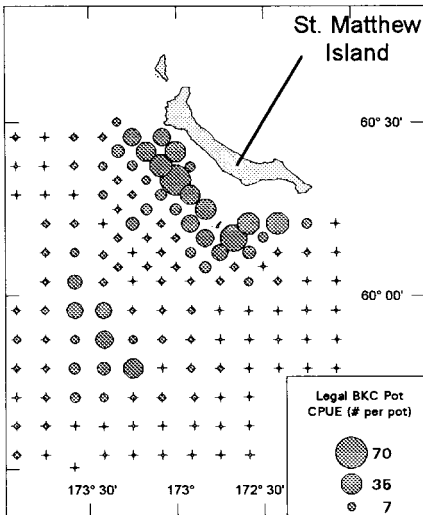 St. Matthew
Island
60° 30'
60° 00'
Legal BKC Pot
CPUE (# per pot)
70
35
7
173° 30'
173°
172° 30'